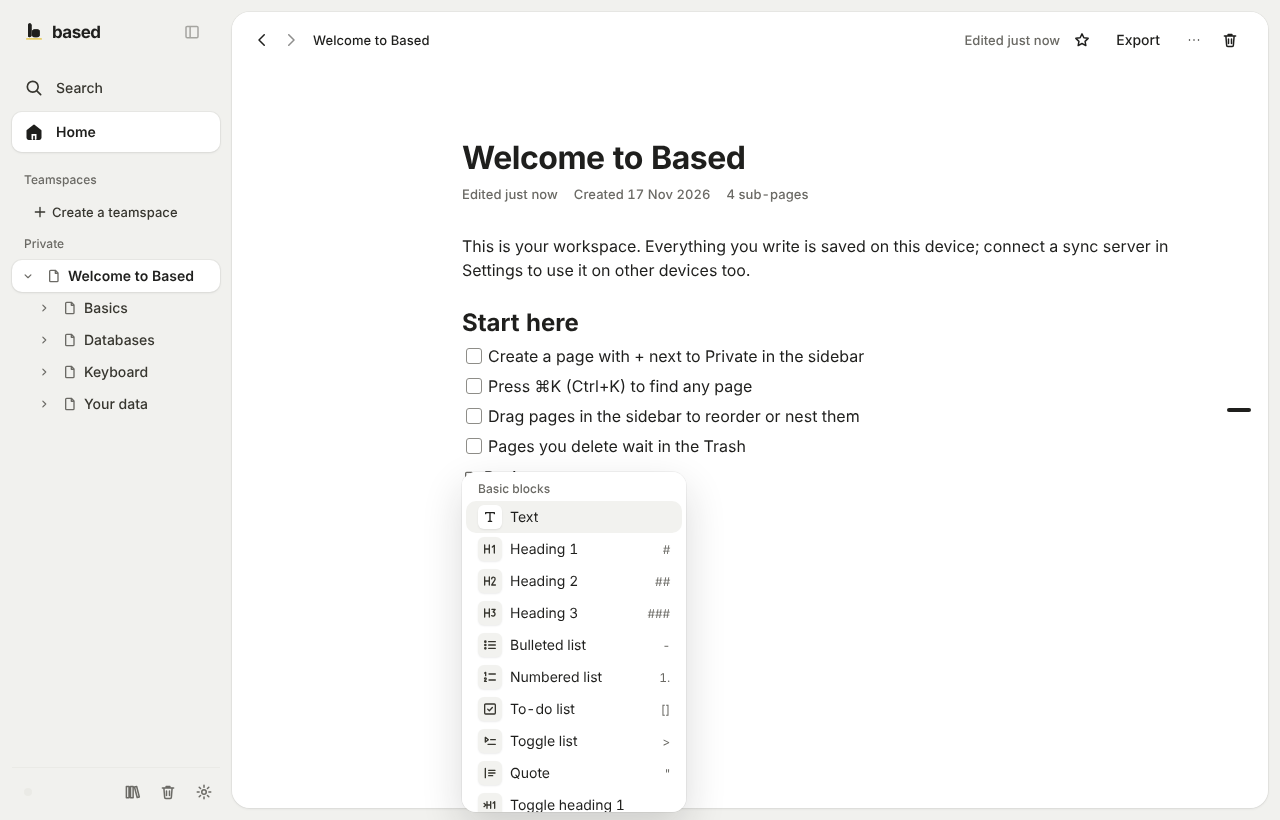 based
Search
Home
Teamspaces
Create a teamspace
Private
Welcome to Based
Basics
Databases
Keyboard
Your data
Welcome to Based
Edited just now
Export
Welcome to Based
Edited just now Created 17 Nov 2026 4 sub-pages
This is your workspace. Everything you write is saved on this device; connect a sync server in
Settings to use it on other devices too.
Start here
Create a page with + next to Private in the sidebar
Press ⌘K (Ctrl+K) to find any page
Drag pages in the sidebar to reorder or nest them
Pages you delete wait in the Trash
Basic blocks
T Text
H1 Heading 1 #
H2 Heading 2 ##
H3 Heading 3 ###
Bulleted list -
Numbered list 1.
To-do list []
Toggle list >
Quote "
H1 Toggle heading 1